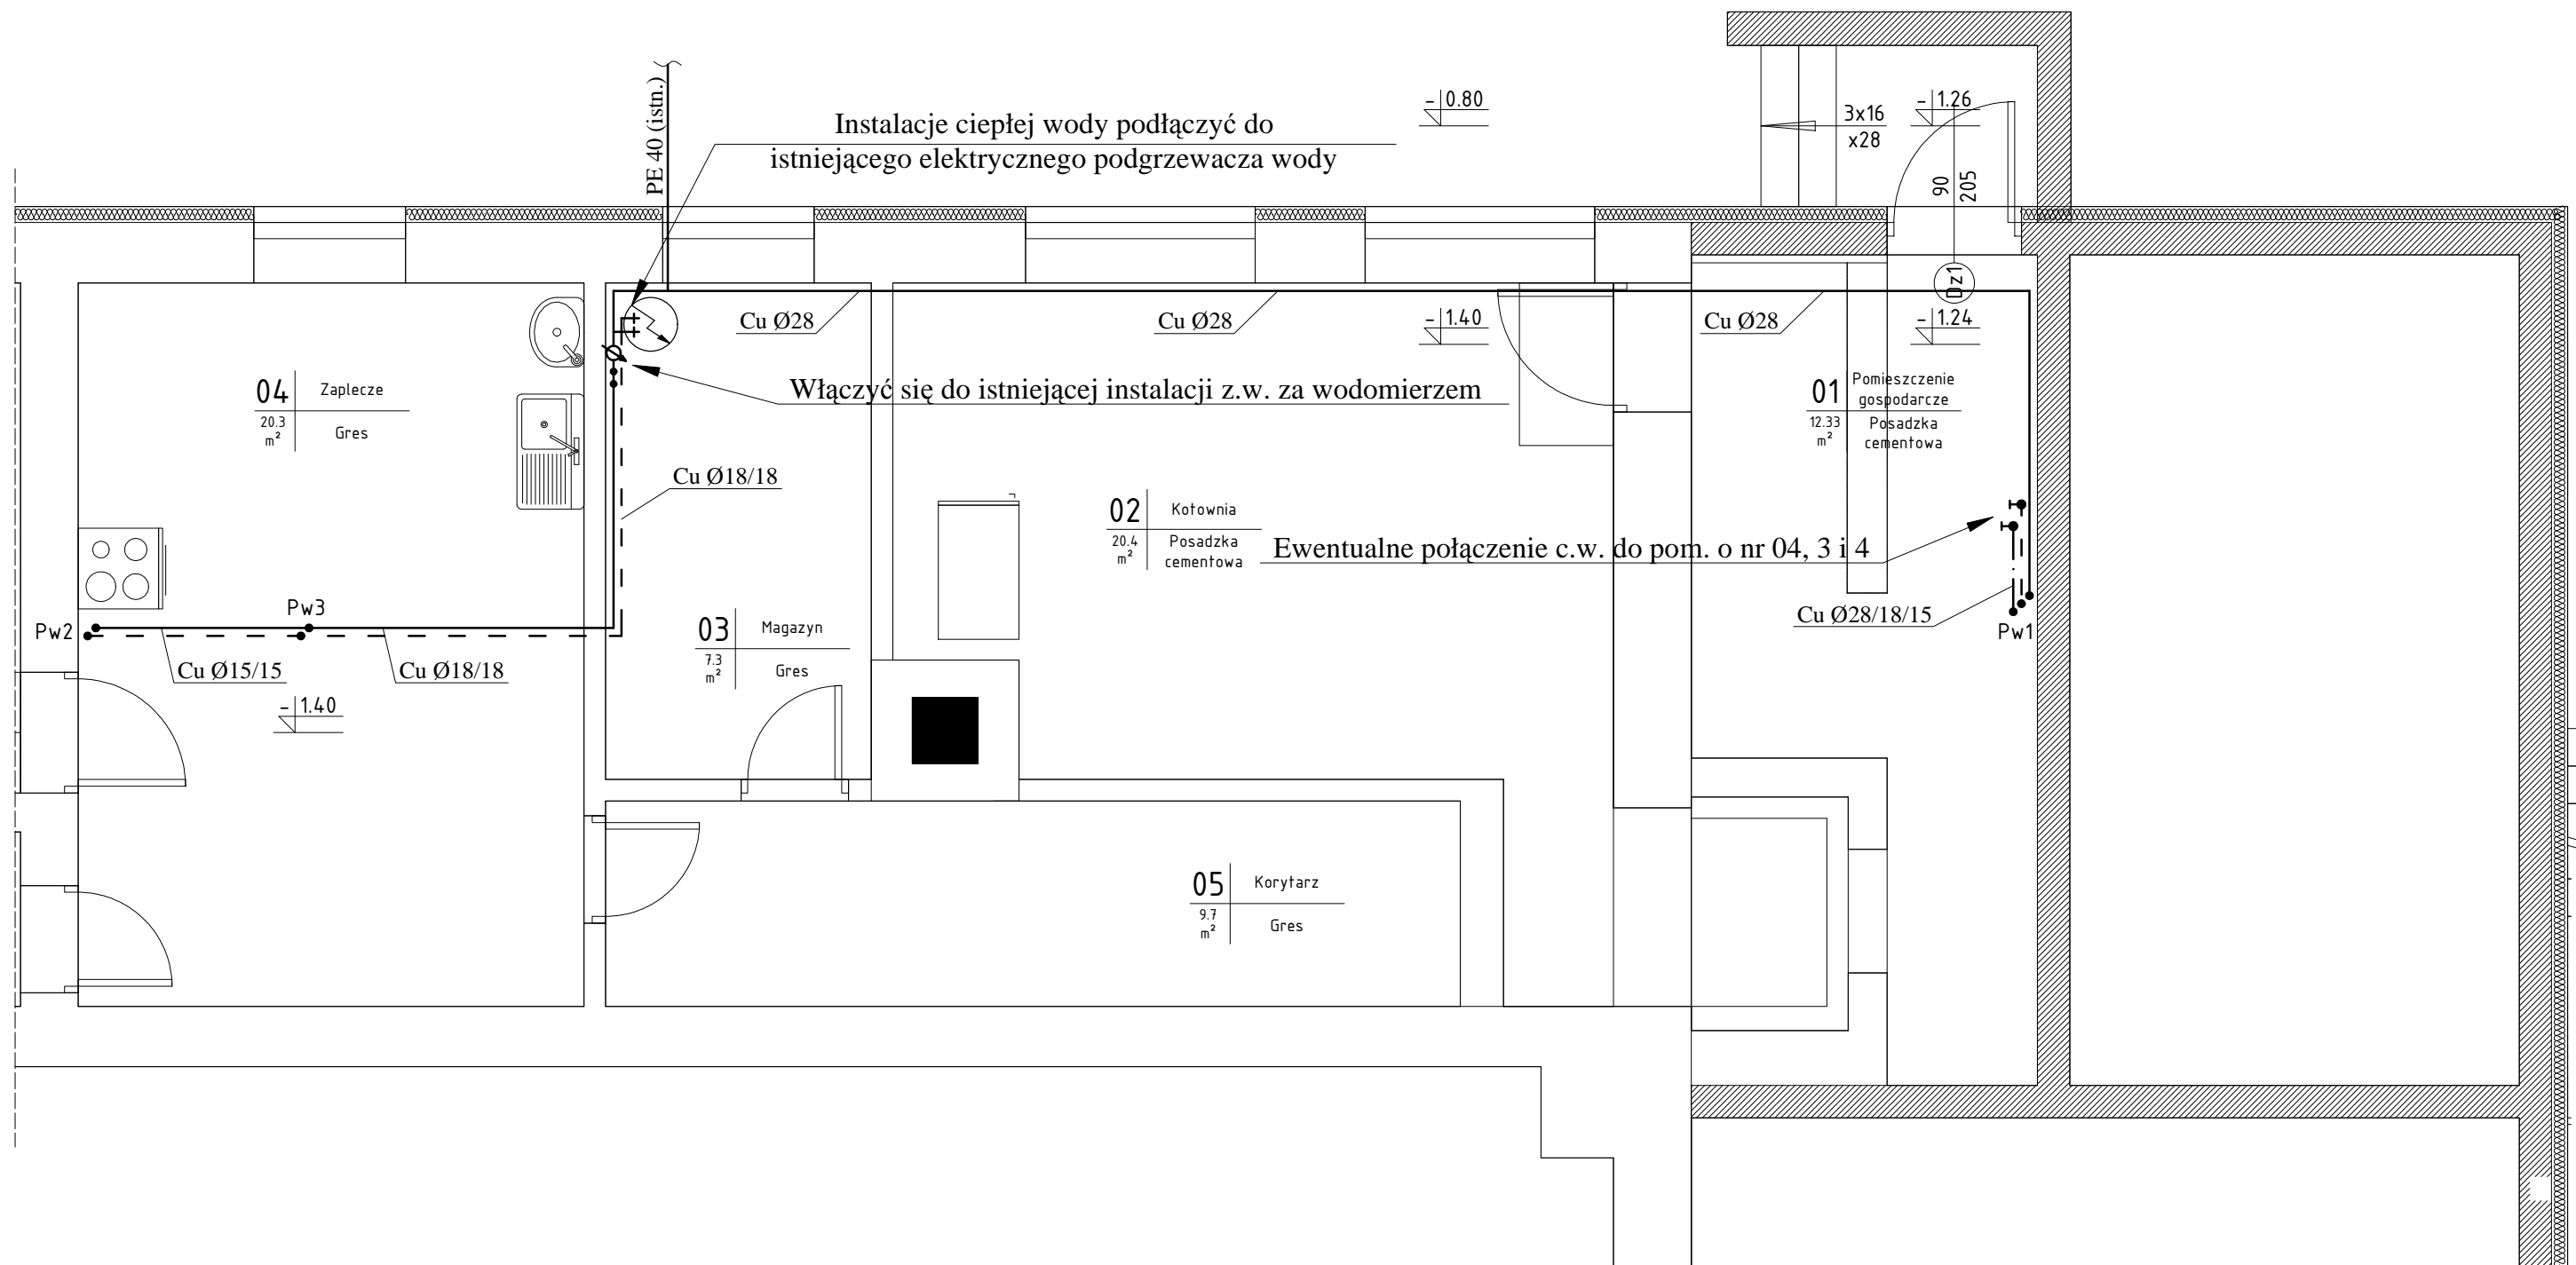 PE 40 (istn.)
Instalacje ciepłej wody podłączyć do
istniejącego elektrycznego podgrzewacza wody
- 0.80
3x16
x28
- 1.26
90
205
Dz1
Cu Ø28
Cu Ø28
- 1.40
Cu Ø28
- 1.24
Włączyć się do istniejącej instalacji z.w. za wodomierzem
04
Zaplecze
20.3
m²
Gres
01
Pomieszczenie
gospodarcze
12.33
m²
Posadzka
cementowa
Cu Ø18/18
02
Kotownia
20.4
m²
Posadzka
cementowa
Ewentualne połączenie c.w. do pom. o nr 04, 3 i 4
Cu Ø28/18/15
Pw1
Pw3
Pw2
Cu Ø15/15
Cu Ø18/18
- 1.40
03
Magazyn
7.3
m²
Gres
05
Korytarz
9.7
m²
Gres